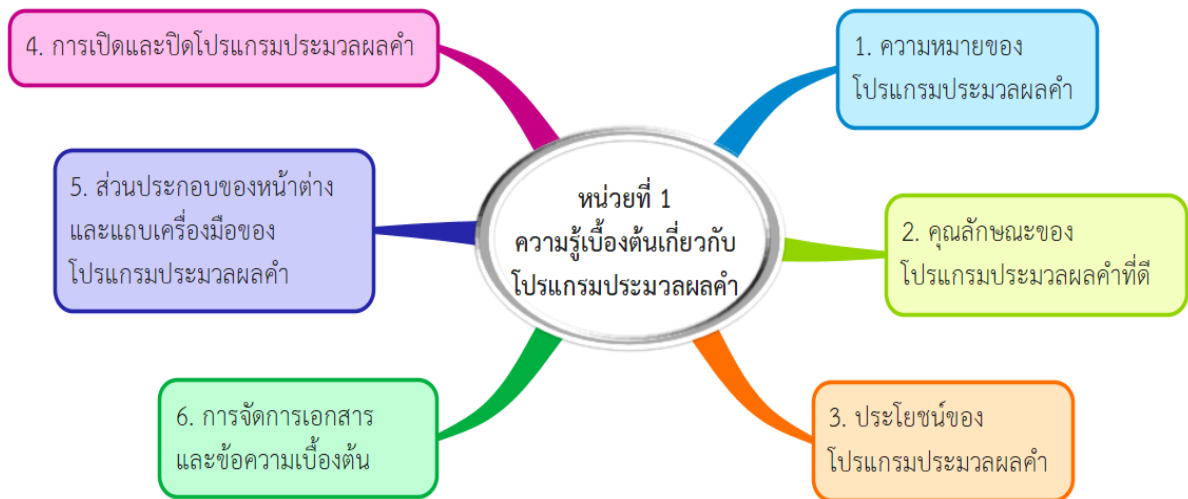 หน่วยที่ 1
ความรู้เบื้องต้นเกี่ยวกับ
โปรแกรมประมวลผลคำ
1. ความหมายของ
โปรแกรมประมวลผลคำ
2. คุณลักษณะของ
โปรแกรมประมวลผลคำที่ดี
3. ประโยชน์ของ
โปรแกรมประมวลผลคำ
4. การเปิดและปิดโปรแกรมประมวลผลคำ
5. ส่วนประกอบของหน้าต่าง
และแถบเครื่องมือของ
โปรแกรมประมวลผลคำ
6. การจัดการเอกสาร
และข้อความเบื้องต้น